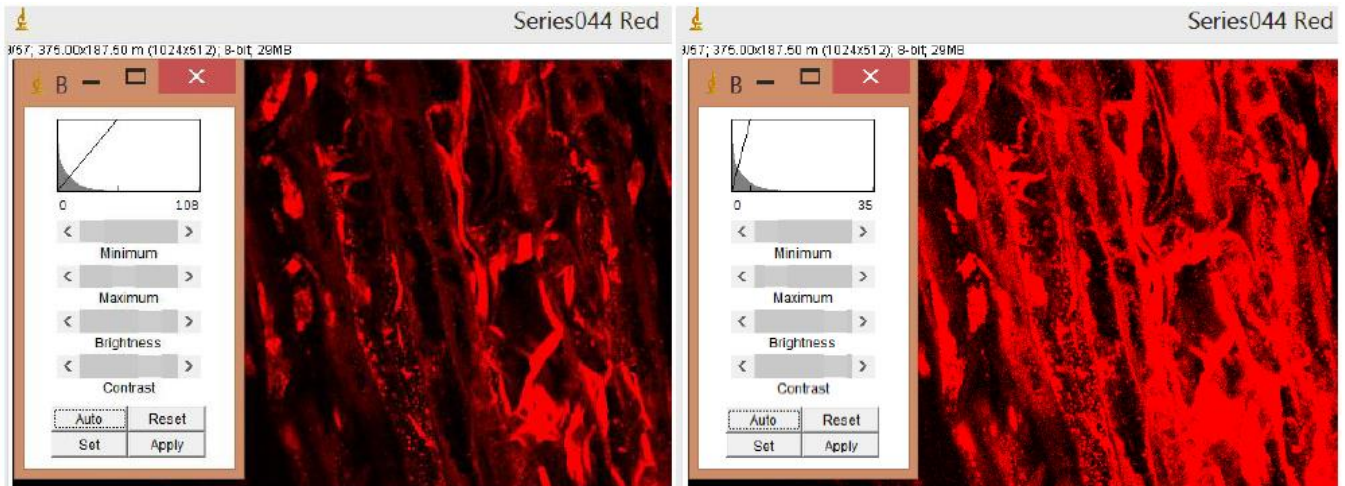 Series044 Red
375.00x187.50 m (1024x512); 8-bit; 29MB
B
0 108
Minimum
Maximum
Brightness
Contrast
Auto Reset
Set Apply
Series044 Red
375.00x187.50 m (1024x512); 8-bit; 29MB
B
0 35
Minimum
Maximum
Brightness
Contrast
Auto Reset
Set Apply